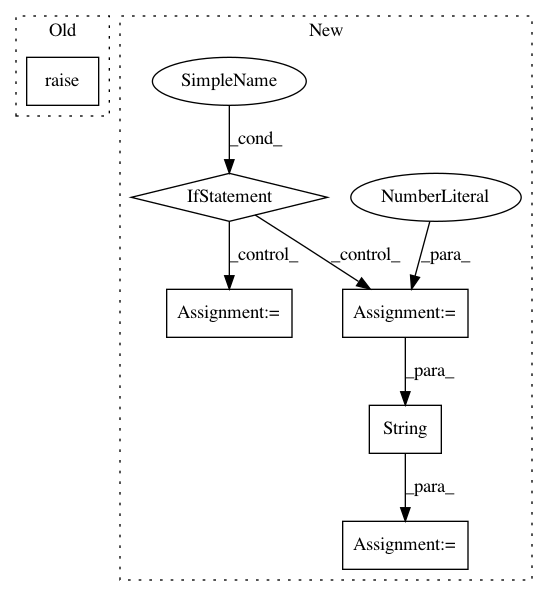 Old
New
raise
SimpleName
_cond_
IfStatement
NumberLiteral
_control_
_control_
_para_
Assignment:=
Assignment:=
_para_
String
_para_
Assignment:=